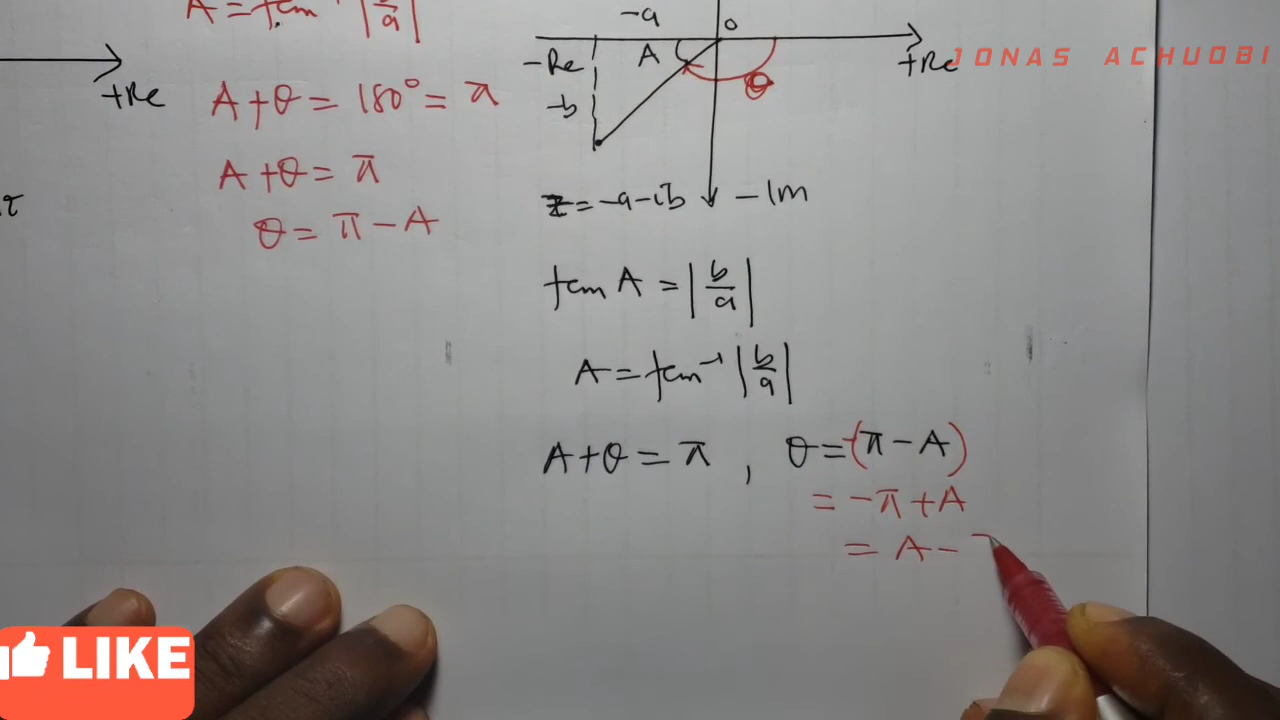 A = tan⁻¹ |b/a|
+Re
A + θ = 180° = π
A + θ = π
θ = π - A
-a
0
-Re
A
+Re
θ
-b
z = -a - ib
-Im
tan A = |b/a|
A = tan⁻¹ |b/a|
A + θ = π , θ = -(π - A)
= -π + A
= A -
JONAS ACHUOBI
LIKE